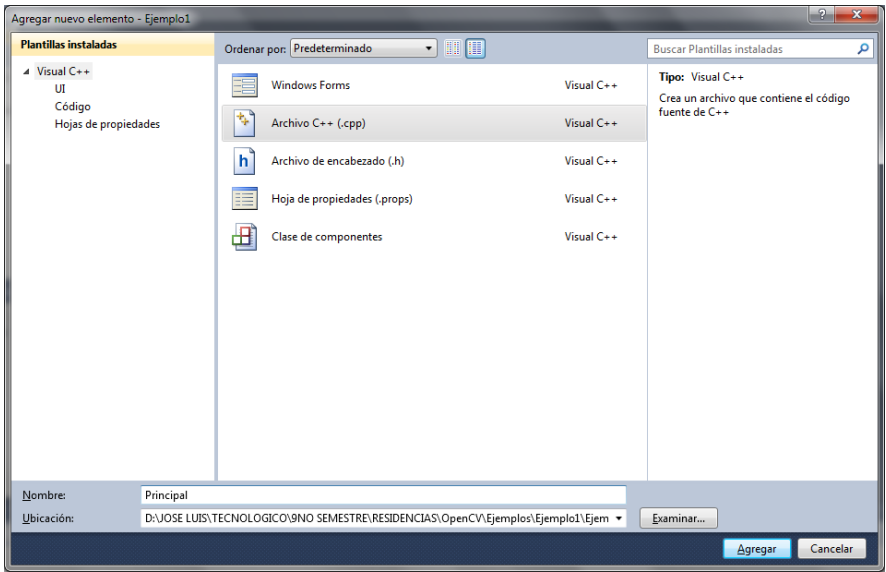 Agregar nuevo elemento - Ejemplo1
Plantillas instaladas
Visual C++
UI
Código
Hojas de propiedades
Ordenar por: Predeterminado
Windows Forms Visual C++
Archivo C++ (.cpp) Visual C++
Archivo de encabezado (.h) Visual C++
Hoja de propiedades (.props) Visual C++
Clase de componentes Visual C++
Buscar Plantillas instaladas
Tipo: Visual C++
Crea un archivo que contiene el código
fuente de C++
Nombre: Principal
Ubicación: D:\JOSE LUIS\TECNOLOGICO\9NO SEMESTRE\RESIDENCIAS\OpenCV\Ejemplos\Ejemplo1\Ejem
Examinar...
Agregar Cancelar